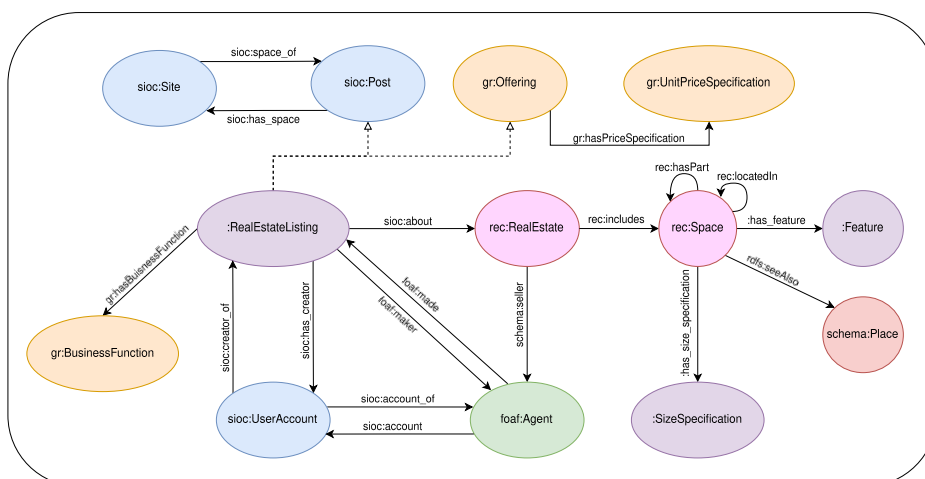 sioc:space_of
sioc:Site
sioc:Post
gr:Offering
gr:UnitPriceSpecification
sioc:has_space
gr:hasPriceSpecification
rec:hasPart
rec:locatedIn
:RealEstateListing
sioc:about
rec:RealEstate
rec:includes
rec:Space
:has_feature
:Feature
gr:hasBuisnessFunction
rdfs:seeAlso
foaf:made
foaf:maker
sioc:creator_of
sioc:has_creator
schema:seller
:has_size_specification
schema:Place
gr:BusinessFunction
sioc:UserAccount
sioc:account_of
sioc:account
foaf:Agent
:SizeSpecification